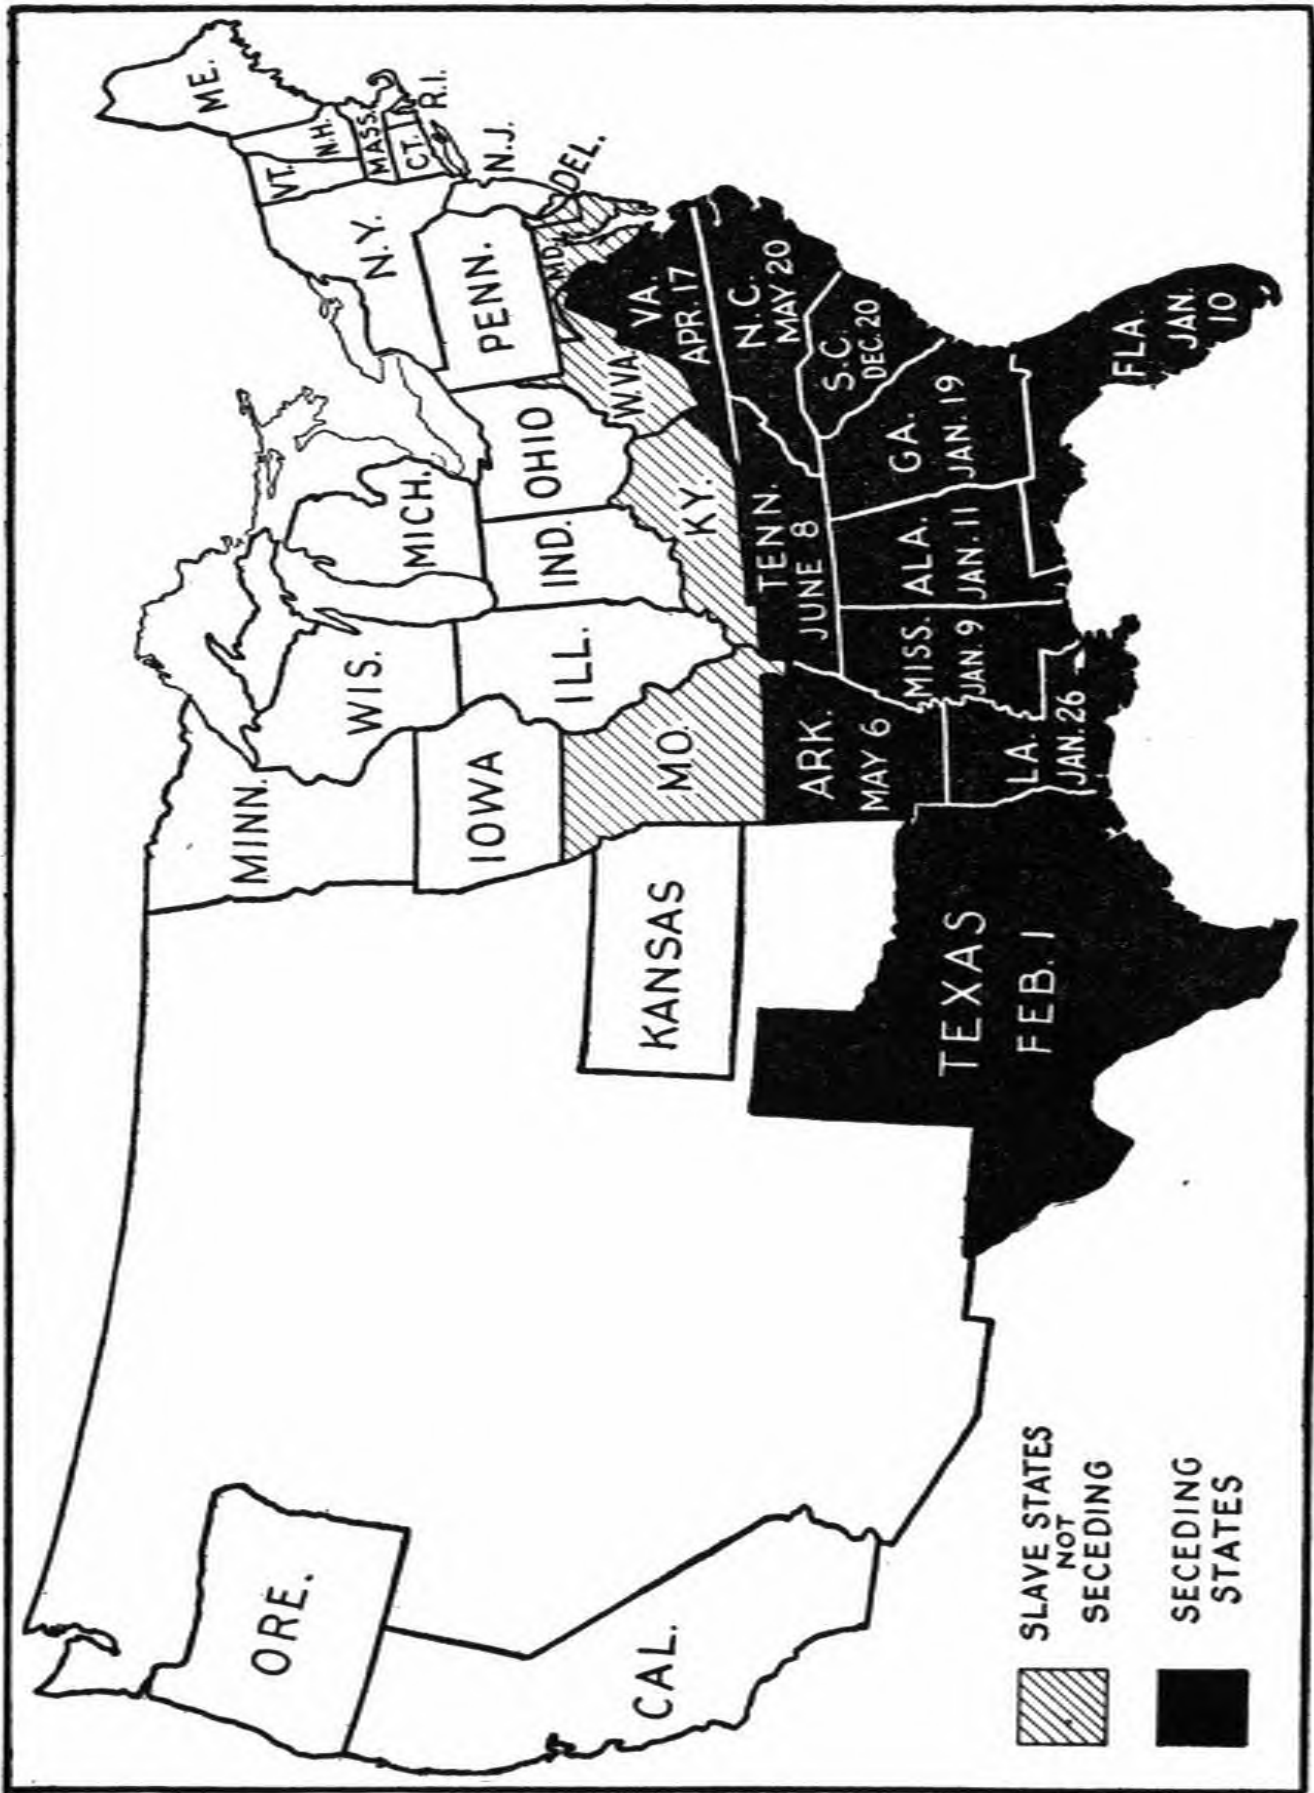 ME.
VT.
N.H.
MASS.
CT.
R.I.
N.Y.
N.J.
PENN.
DEL.
MD.
MINN.
WIS.
MICH.
IOWA
ILL.
IND.
OHIO
W.VA.
VA.
APR. 17
KY.
MO.
KANSAS
N.C.
MAY 20
TENN.
JUNE 8
S.C.
DEC. 20
ARK.
MAY 6
MISS.
JAN. 9
ALA.
JAN. 11
GA.
JAN. 19
LA.
JAN. 26
TEXAS
FEB. 1
FLA.
JAN.
10
ORE.
CAL.
SLAVE STATES
NOT
SECEDING
SECEDING
STATES